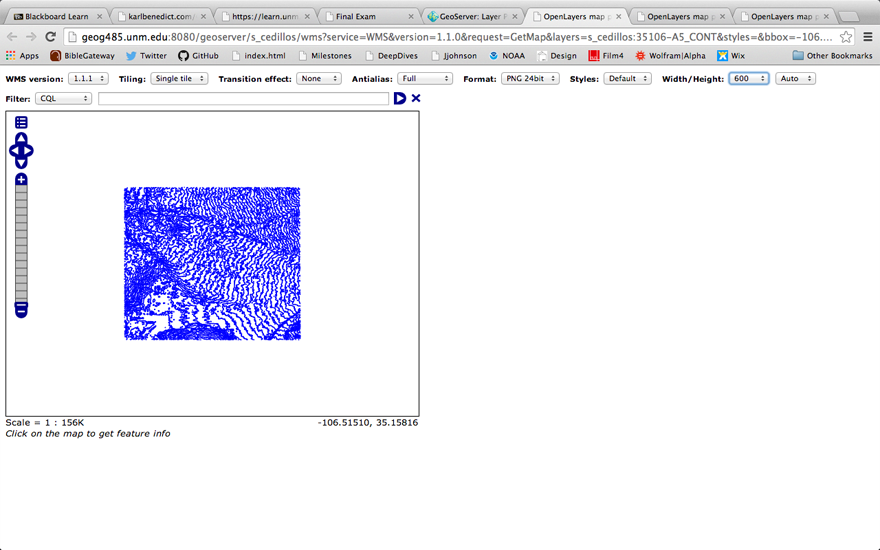 Blackboard Learn karlbenedict.com/ https://learn.unm Final Exam GeoServer: Layer P OpenLayers map p OpenLayers map p OpenLayers map p
geog485.unm.edu:8080/geoserver/s_cedillos/wms?service=WMS&version=1.1.0&request=GetMap&layers=s_cedillos:35106-A5_CONT&styles=&bbox=-106....
Apps BibleGateway Twitter GitHub index.html Milestones DeepDives Jjohnson NOAA Design Film4 Wolfram|Alpha Wix Other Bookmarks
WMS version: 1.1.1 Tiling: Single tile Transition effect: None Antialias: Full Format: PNG 24bit Styles: Default Width/Height: 600 Auto
Filter: CQL
Scale = 1 : 156K -106.51510, 35.15816
Click on the map to get feature info